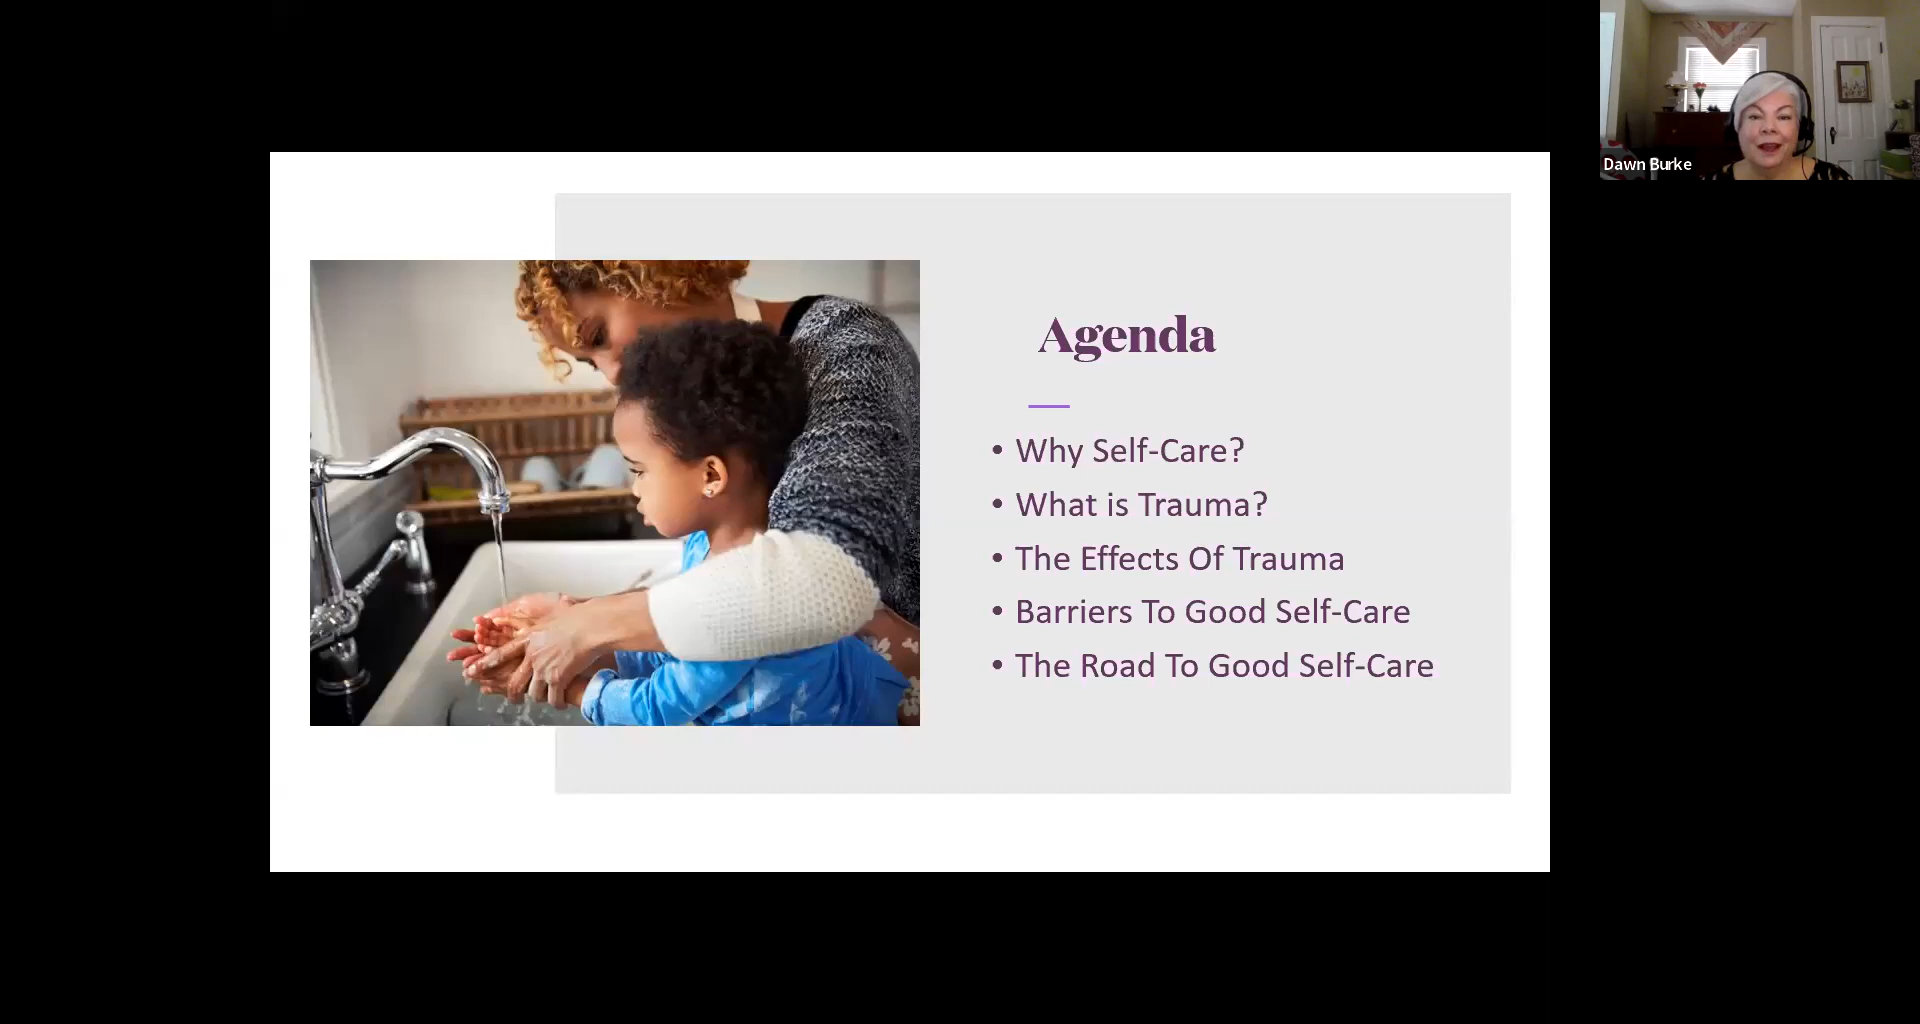 Dawn Burke
Agenda
• Why Self-Care?
• What is Trauma?
• The Effects Of Trauma
• Barriers To Good Self-Care
• The Road To Good Self-Care